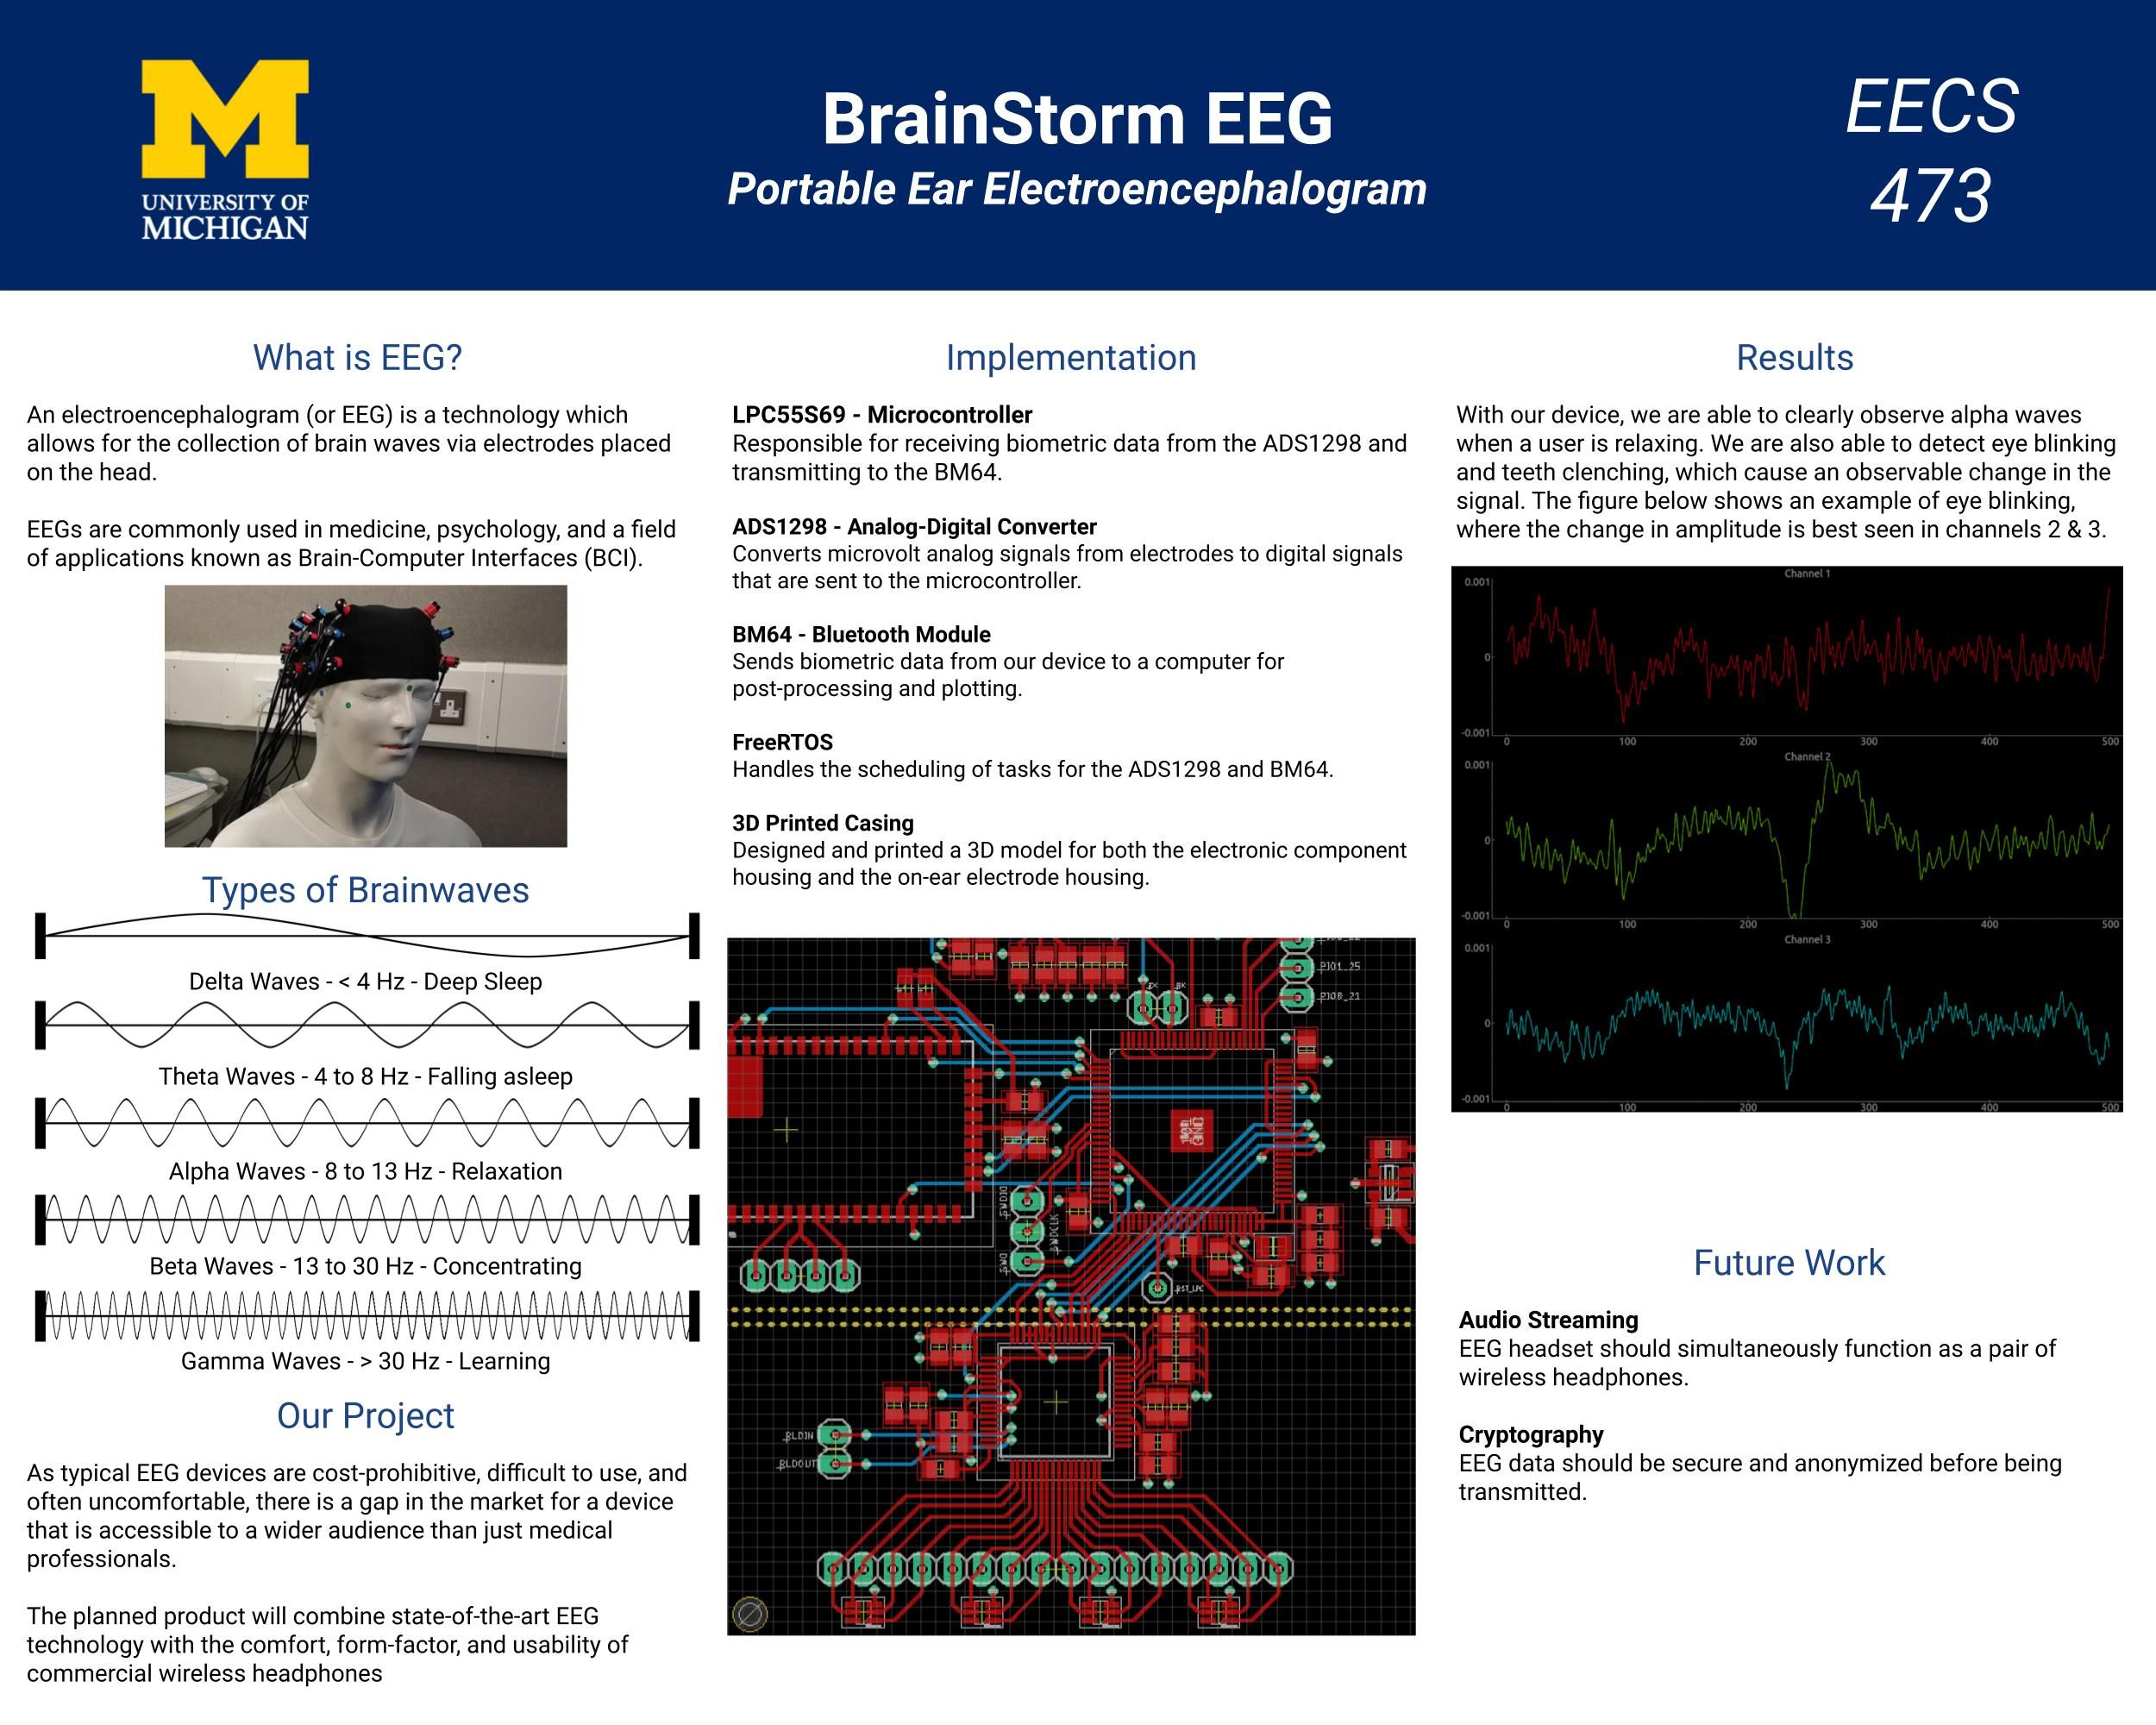 UNIVERSITY OF
MICHIGAN
BrainStorm EEG
Portable Ear Electroencephalogram
EECS
473
What is EEG?
An electroencephalogram (or EEG) is a technology which
allows for the collection of brain waves via electrodes placed
on the head.
EEGs are commonly used in medicine, psychology, and a field
of applications known as Brain-Computer Interfaces (BCI).
Types of Brainwaves
Delta Waves - < 4 Hz - Deep Sleep
Theta Waves - 4 to 8 Hz - Falling asleep
Alpha Waves - 8 to 13 Hz - Relaxation
Beta Waves - 13 to 30 Hz - Concentrating
Gamma Waves - > 30 Hz - Learning
Our Project
As typical EEG devices are cost-prohibitive, difficult to use, and
often uncomfortable, there is a gap in the market for a device
that is accessible to a wider audience than just medical
professionals.
The planned product will combine state-of-the-art EEG
technology with the comfort, form-factor, and usability of
commercial wireless headphones
Implementation
LPC55S69 - Microcontroller
Responsible for receiving biometric data from the ADS1298 and
transmitting to the BM64.
ADS1298 - Analog-Digital Converter
Converts microvolt analog signals from electrodes to digital signals
that are sent to the microcontroller.
BM64 - Bluetooth Module
Sends biometric data from our device to a computer for
post-processing and plotting.
FreeRTOS
Handles the scheduling of tasks for the ADS1298 and BM64.
3D Printed Casing
Designed and printed a 3D model for both the electronic component
housing and the on-ear electrode housing.
PIO1_25
PIO0_21
RST_LPC
RLDIN
RLDOUT
Results
With our device, we are able to clearly observe alpha waves
when a user is relaxing. We are also able to detect eye blinking
and teeth clenching, which cause an observable change in the
signal. The figure below shows an example of eye blinking,
where the change in amplitude is best seen in channels 2 & 3.
Channel 1
0.001
0
-0.001
0 100 200 300 400 500
Channel 2
0.001
0
-0.001
0 100 200 300 400 500
Channel 3
0.001
0
-0.001
0 100 200 300 400 500
Future Work
Audio Streaming
EEG headset should simultaneously function as a pair of
wireless headphones.
Cryptography
EEG data should be secure and anonymized before being
transmitted.